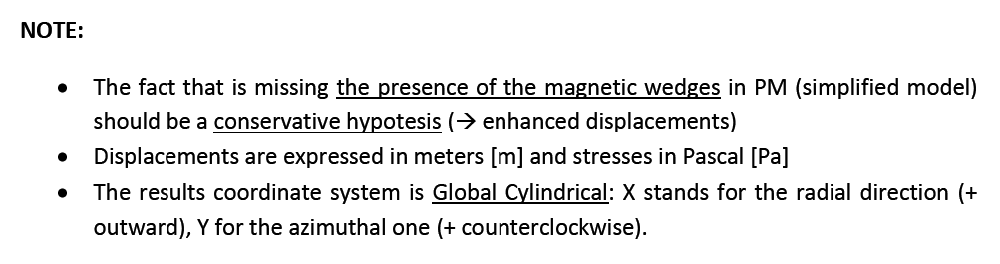 NOTE:
• The fact that is missing the presence of the magnetic wedges in PM (simplified model)
should be a conservative hypotesis (→ enhanced displacements)
• Displacements are expressed in meters [m] and stresses in Pascal [Pa]
• The results coordinate system is Global Cylindrical: X stands for the radial direction (+
outward), Y for the azimuthal one (+ counterclockwise).